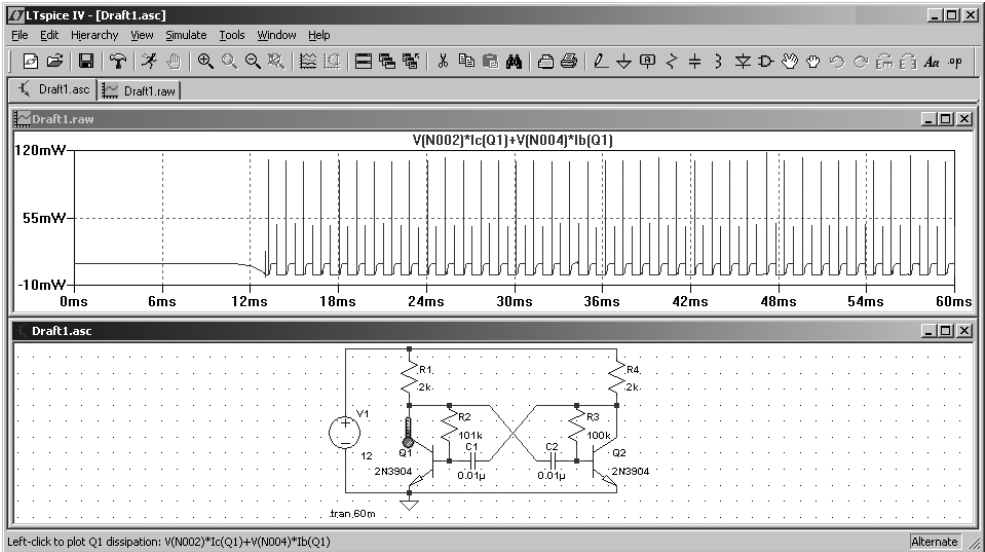 LTspice IV - [Draft1.asc]
File Edit Hierarchy View Simulate Tools Window Help
Aa .op
Draft1.asc Draft1.raw
Draft1.raw
V(N002)*Ic(Q1)+V(N004)*Ib(Q1)
120mW
55mW
-10mW
0ms 6ms 12ms 18ms 24ms 30ms 36ms 42ms 48ms 54ms 60ms
Draft1.asc
R1 R4
2k 2k
V1 R2 R3
101k 100k
Q1 C1 C2 Q2
12 2N3904 0.01µ 0.01µ 2N3904
.tran 60m
Left-click to plot Q1 dissipation: V(N002)*Ic(Q1)+V(N004)*Ib(Q1) Alternate